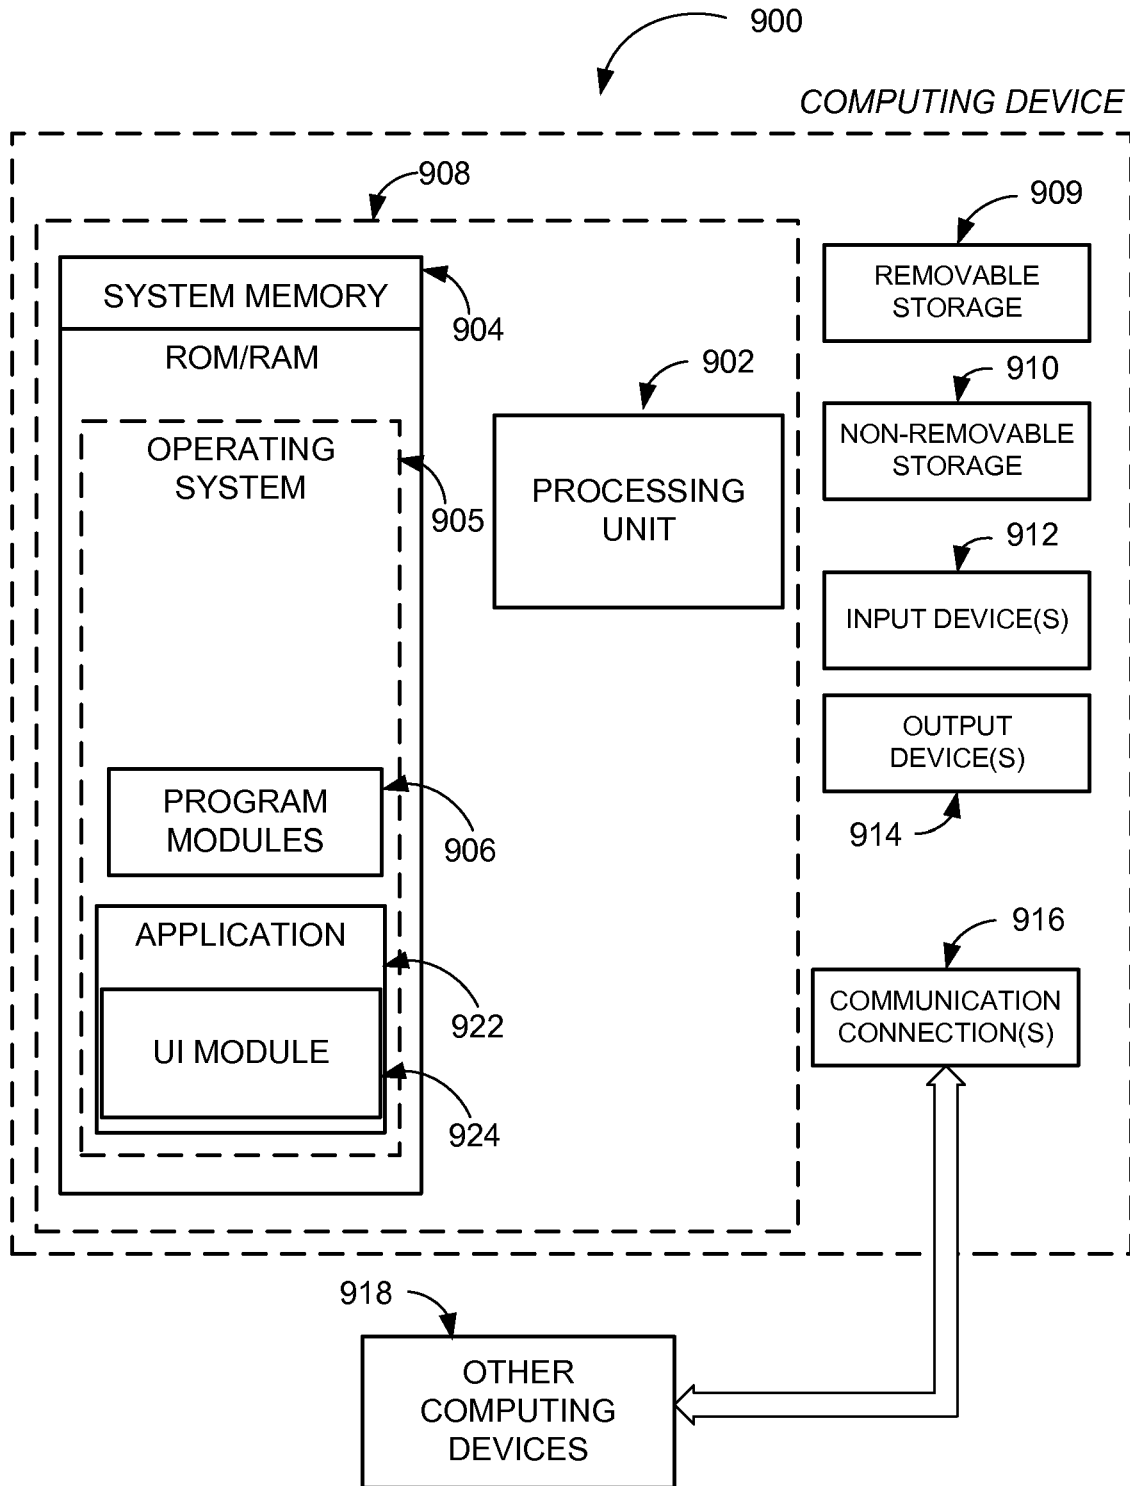 900
COMPUTING DEVICE
908
909
REMOVABLE
STORAGE
SYSTEM MEMORY
904
ROM/RAM
902
910
OPERATING
SYSTEM
905
PROCESSING
UNIT
NON-REMOVABLE
STORAGE
912
INPUT DEVICE(S)
OUTPUT
DEVICE(S)
914
PROGRAM
MODULES
906
APPLICATION
922
UI MODULE
924
916
COMMUNICATION
CONNECTION(S)
918
OTHER
COMPUTING
DEVICES